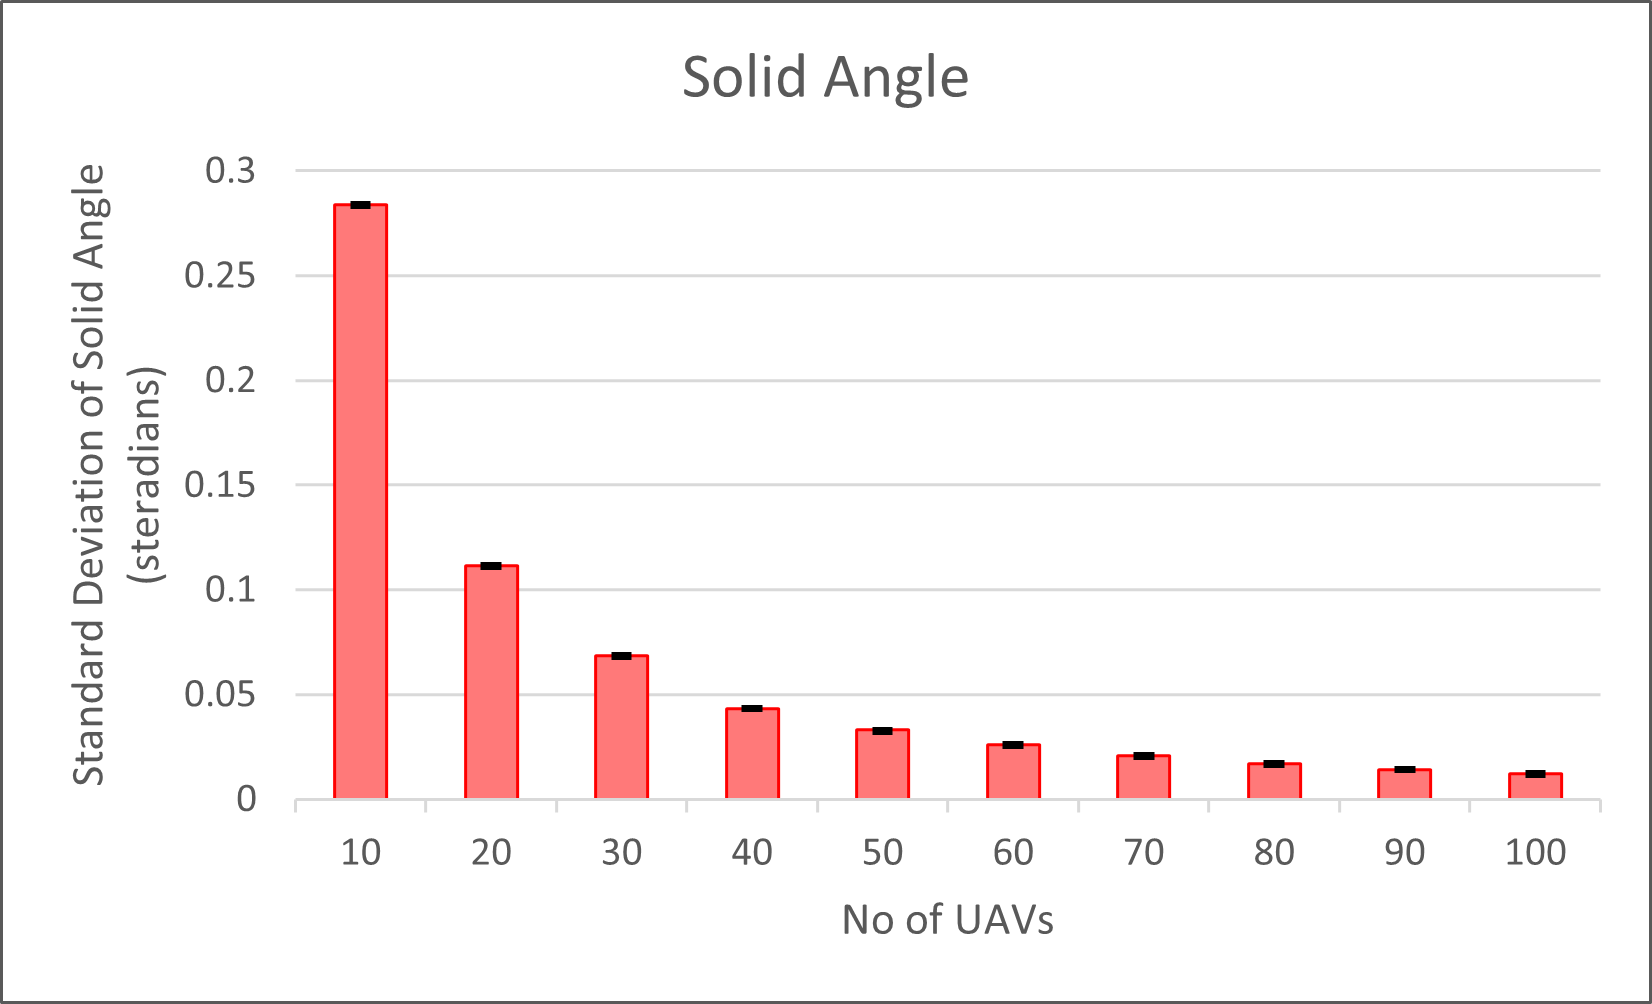 Solid Angle
Standard Deviation of Solid Angle
(steradians)
0.3
0.25
0.2
0.15
0.1
0.05
0
10 20 30 40 50 60 70 80 90 100
No of UAVs